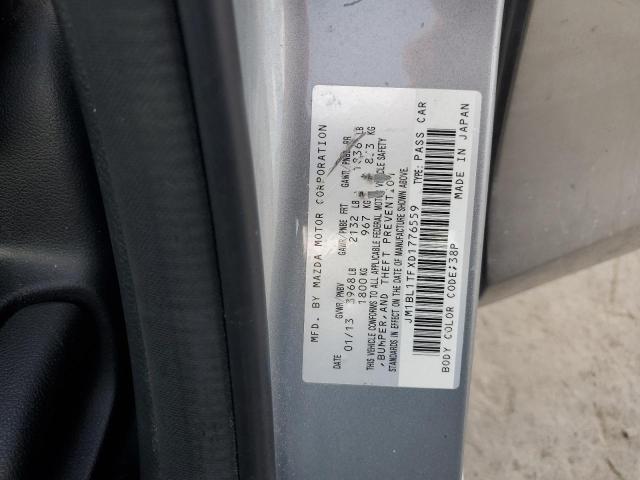 MFD. BY MAZDA MOTOR CORPORATION
DATE GVWR/PNBV GAWR/PNBE FRT GAWR/PNBE RR
01/13 3968 LB 2132 LB 1836 LB
1800 KG 967 KG KG
THIS VEHICLE CONFORMS TO ALL APPLICABLE FEDERAL MOTOR VEHICLE SAFETY
,BUMPER,AND THEFT PREVENTION
STANDARDS IN EFFECT ON THE DATE OF MANUFACTURE SHOWN ABOVE.
JM1BL1TFXD1776559 TYPE: PASS CAR
BODY COLOR CODE:38P MADE IN JAPAN